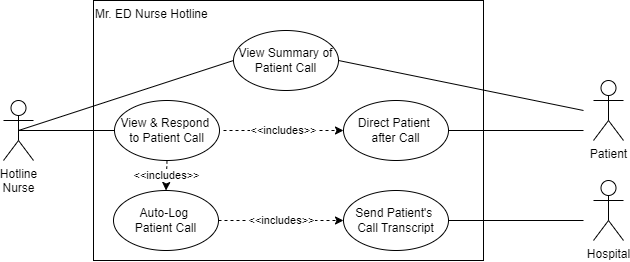 Mr. ED Nurse Hotline
View Summary of
Patient Call
View & Respond
to Patient Call
<<includes>>
Direct Patient
after Call
Hotline
Nurse
Patient
<<includes>>
Auto-Log
Patient Call
<<includes>>
Send Patient's
Call Transcript
Hospital